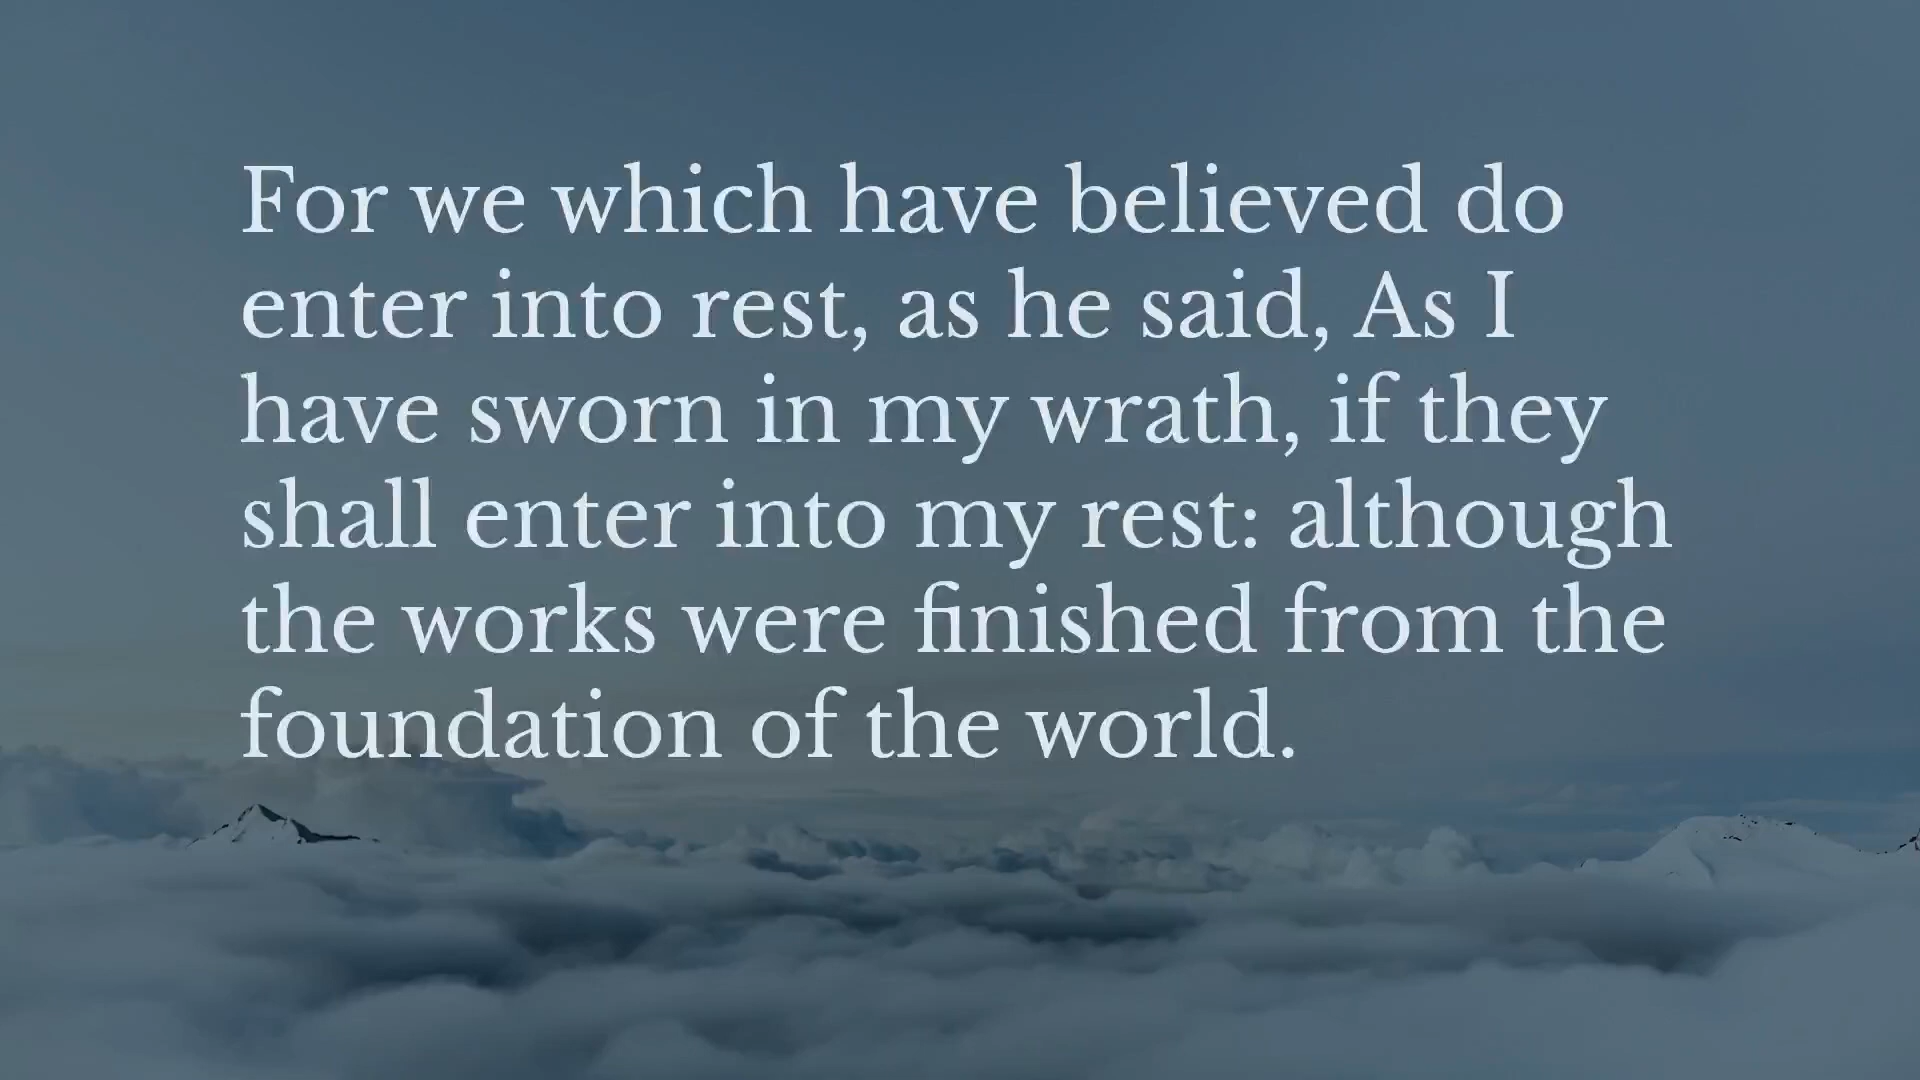 For we which have believed do
enter into rest, as he said, As I
have sworn in my wrath, if they
shall enter into my rest: although
the works were finished from the
foundation of the world.